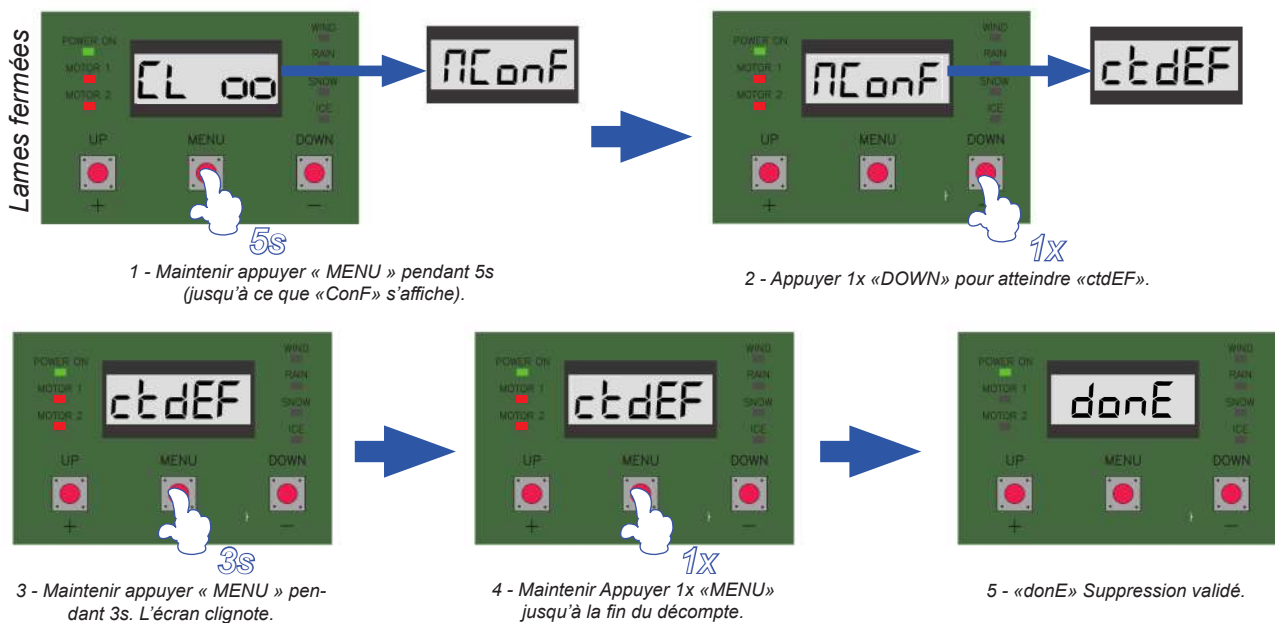 Lames fermées
POWER ON
MOTOR 1
MOTOR 2
CL oo
WIND
RAIN
SNOW
ICE
UP
MENU
DOWN
+
5s
MConF
1 - Maintenir appuyer « MENU » pendant 5s
(jusqu'à ce que «ConF» s'affiche).
POWER ON
MOTOR 1
MOTOR 2
MConF
WIND
RAIN
SNOW
ICE
UP
MENU
DOWN
+
1x
ctdEF
2 - Appuyer 1x «DOWN» pour atteindre «ctdEF».
POWER ON
MOTOR 1
MOTOR 2
ctdEF
WIND
RAIN
SNOW
ICE
UP
MENU
DOWN
+
3s
3 - Maintenir appuyer « MENU » pen-
dant 3s. L'écran clignote.
POWER ON
MOTOR 1
MOTOR 2
ctdEF
WIND
RAIN
SNOW
ICE
UP
MENU
DOWN
+
1x
4 - Maintenir Appuyer 1x «MENU»
jusqu'à la fin du décompte.
POWER ON
MOTOR 1
MOTOR 2
donE
WIND
RAIN
SNOW
ICE
UP
MENU
DOWN
+
5 - «donE» Suppression validé.